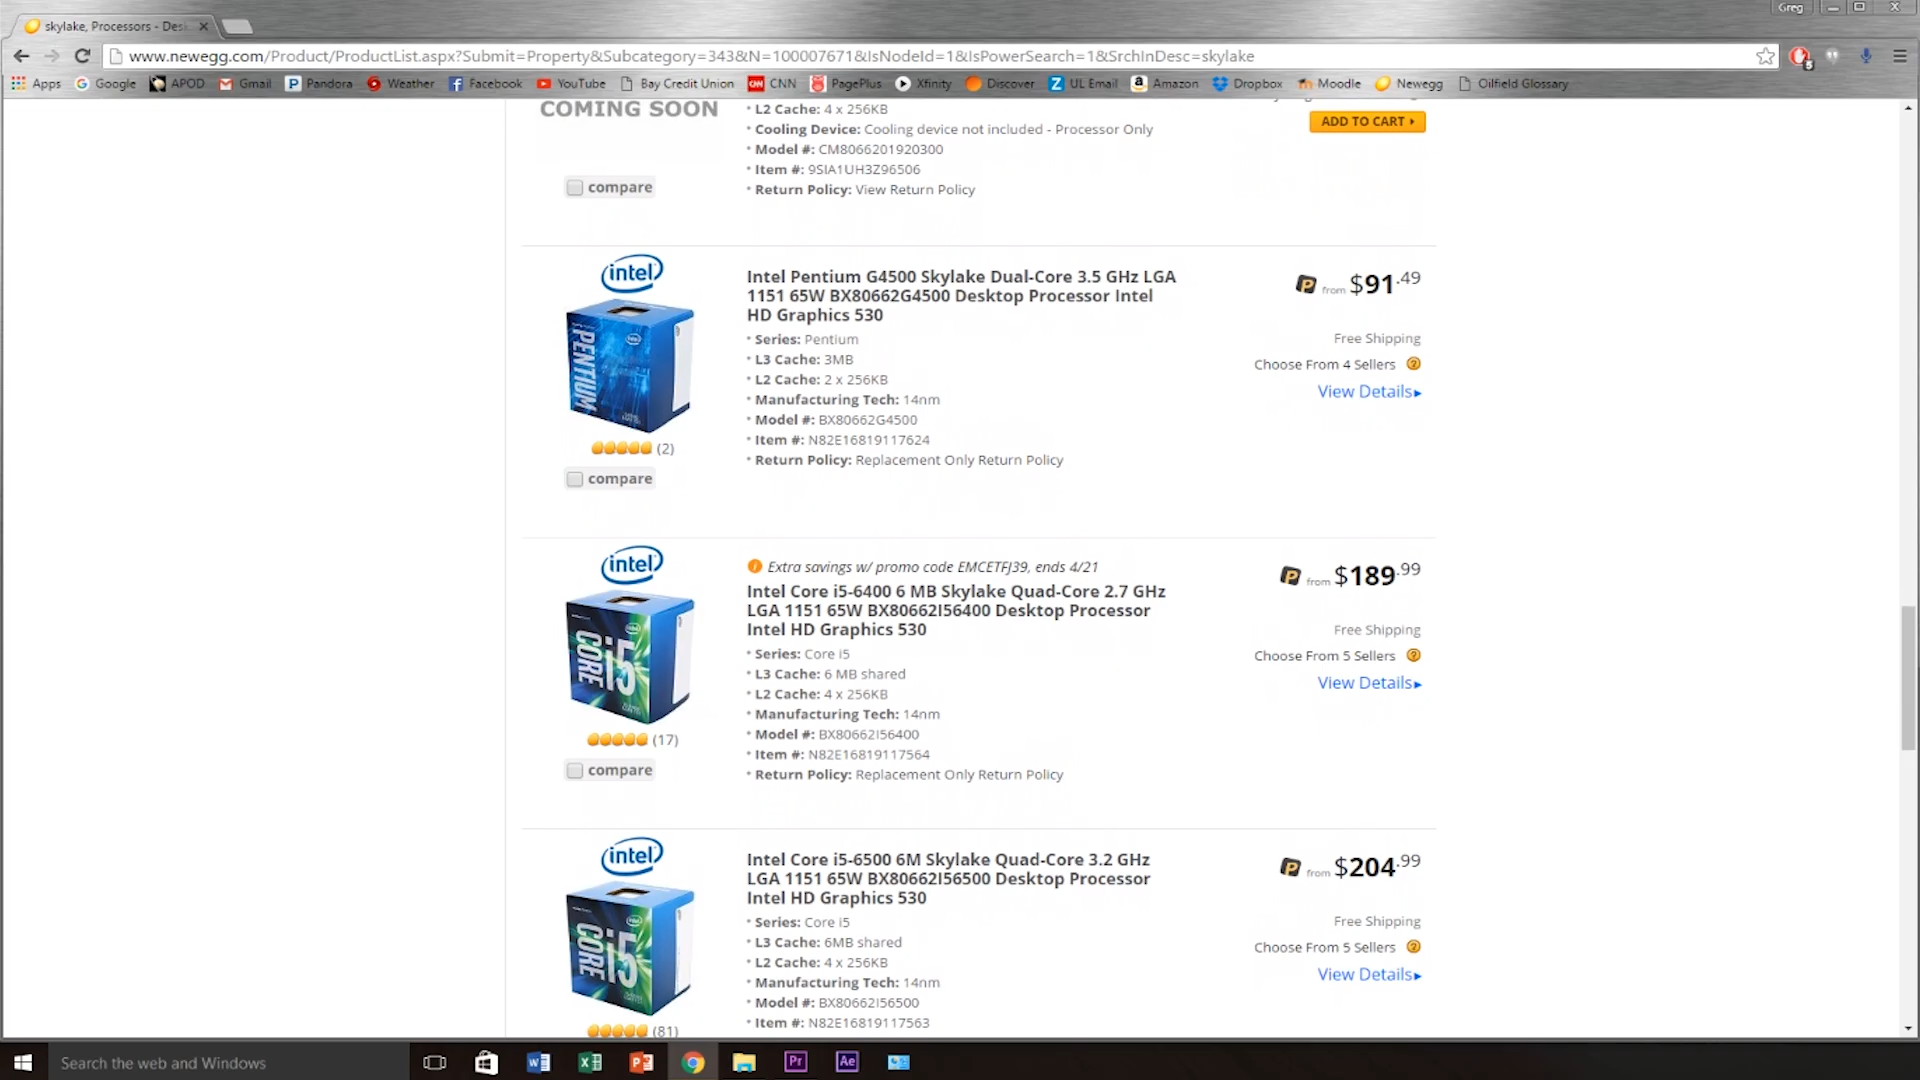 Greg
skylake, Processors - Des
www.newegg.com/Product/ProductList.aspx?Submit=Property&Subcategory=343&N=100007671&IsNodeId=1&IsPowerSearch=1&SrchInDesc=skylake
5
Apps Google APOD Gmail Pandora Weather Facebook YouTube Bay Credit Union CNN PagePlus Xfinity Discover UL Email Amazon Dropbox Moodle Newegg Oilfield Glossary
COMING SOON
compare
L2 Cache: 4 x 256KB
Cooling Device: Cooling device not included - Processor Only
Model #: CM8066201920300
Item #: 9SIA1UH3Z96506
Return Policy: View Return Policy
ADD TO CART
intel
PENTIUM
(2)
compare
Intel Pentium G4500 Skylake Dual-Core 3.5 GHz LGA
1151 65W BX80662G4500 Desktop Processor Intel
HD Graphics 530
Series: Pentium
L3 Cache: 3MB
L2 Cache: 2 x 256KB
Manufacturing Tech: 14nm
Model #: BX80662G4500
Item #: N82E16819117624
Return Policy: Replacement Only Return Policy
from $91.49
Free Shipping
Choose From 4 Sellers ?
View Details
intel
CORE i5
(17)
compare
Extra savings w/ promo code EMCETFJ39, ends 4/21
Intel Core i5-6400 6 MB Skylake Quad-Core 2.7 GHz
LGA 1151 65W BX80662I56400 Desktop Processor
Intel HD Graphics 530
Series: Core i5
L3 Cache: 6 MB shared
L2 Cache: 4 x 256KB
Manufacturing Tech: 14nm
Model #: BX80662I56400
Item #: N82E16819117564
Return Policy: Replacement Only Return Policy
from $189.99
Free Shipping
Choose From 5 Sellers ?
View Details
intel
CORE i5
(81)
Intel Core i5-6500 6M Skylake Quad-Core 3.2 GHz
LGA 1151 65W BX80662I56500 Desktop Processor
Intel HD Graphics 530
Series: Core i5
L3 Cache: 6MB shared
L2 Cache: 4 x 256KB
Manufacturing Tech: 14nm
Model #: BX80662I56500
Item #: N82E16819117563
from $204.99
Free Shipping
Choose From 5 Sellers ?
View Details
Search the web and Windows
Pr
Ae